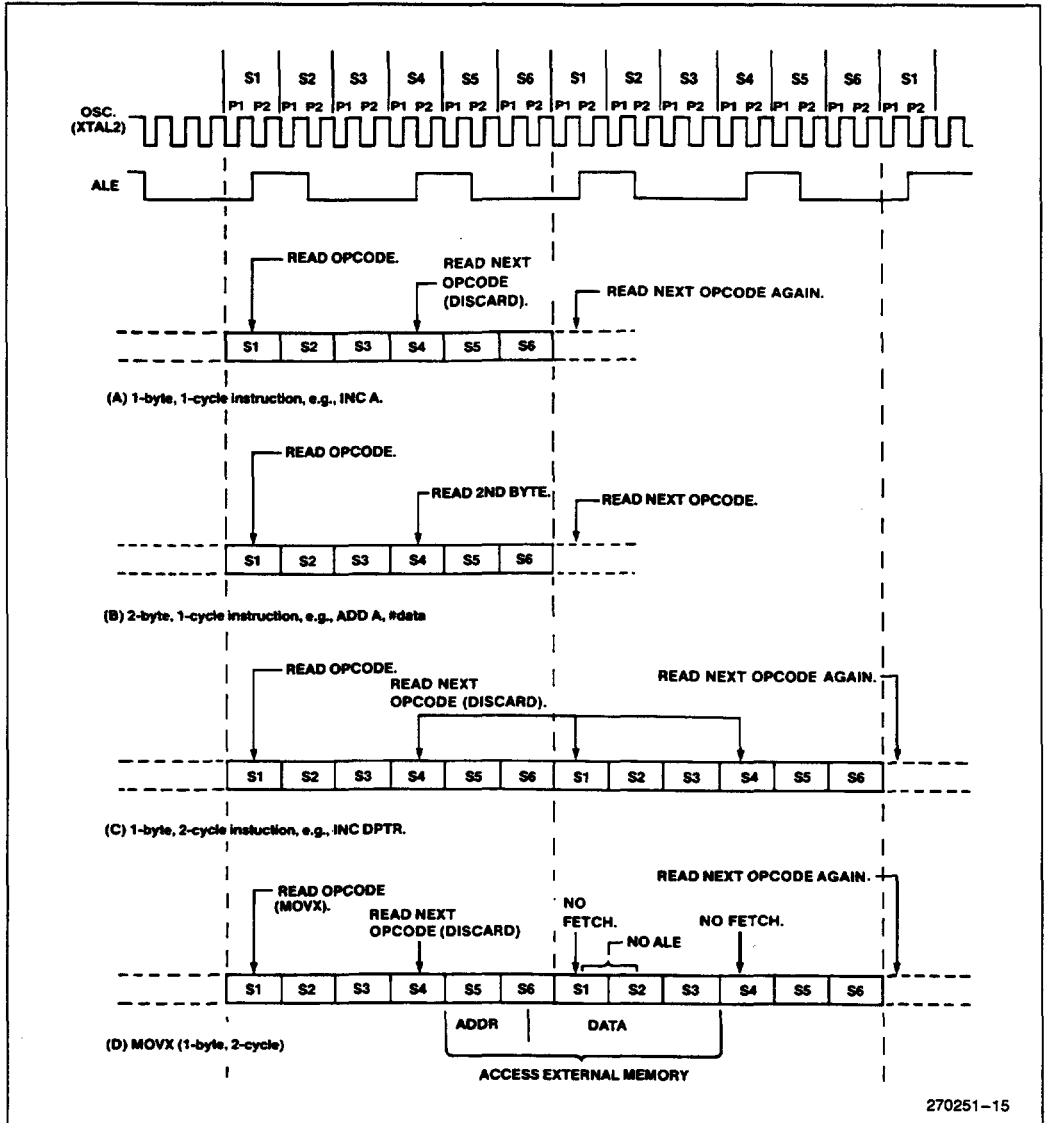 S1 S2 S3 S4 S5 S6 S1 S2 S3 S4 S5 S6 S1
P1 P2 P1 P2 P1 P2 P1 P2 P1 P2 P1 P2 P1 P2 P1 P2 P1 P2 P1 P2 P1 P2 P1 P2 P1 P2
OSC.
(XTAL2)
ALE
READ OPCODE.
READ NEXT
OPCODE
(DISCARD).
READ NEXT OPCODE AGAIN.
S1 S2 S3 S4 S5 S6
(A) 1-byte, 1-cycle instruction, e.g., INC A.
READ OPCODE.
READ 2ND BYTE.
READ NEXT OPCODE.
S1 S2 S3 S4 S5 S6
(B) 2-byte, 1-cycle instruction, e.g., ADD A, #data
READ OPCODE.
READ NEXT
OPCODE (DISCARD).
READ NEXT OPCODE AGAIN.
S1 S2 S3 S4 S5 S6 S1 S2 S3 S4 S5 S6
(C) 1-byte, 2-cycle instuction, e.g., INC DPTR.
READ OPCODE
(MOVX).
READ NEXT
OPCODE (DISCARD)
NO
FETCH.
NO ALE
NO FETCH.
READ NEXT OPCODE AGAIN.
S1 S2 S3 S4 S5 S6 S1 S2 S3 S4 S5 S6
ADDR DATA
(D) MOVX (1-byte, 2-cycle)
ACCESS EXTERNAL MEMORY
270251-15